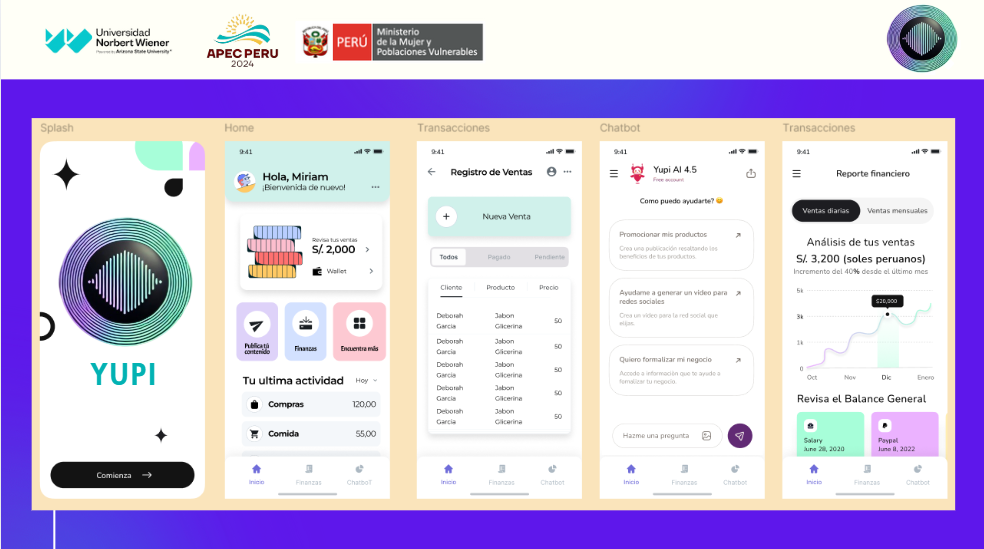 Universidad
Norbert Wiener
Powered by Arizona State University®
APEC PERU
2024
PERÚ
Ministerio
de la Mujer y
Poblaciones Vulnerables
Splash
YUPI
Comienza
Home
9:41
Hola, Miriam
¡Bienvenida de nuevo!
Revisa tus ventas
S/. 2,000
Wallet
Publica tú
contenido
Finanzas
Encuentra más
Tu ultima actividad
Hoy
Compras 120,00
Comida 55,00
Inicio Finanzas ChatboT
Transacciones
9:41
Registro de Ventas
Nueva Venta
Todos Pagado Pendiente
Cliente Producto Precio
Deborah Jabon
Garcia Glicerina 50
Deborah Jabon
Garcia Glicerina 50
Deborah Jabon
Garcia Glicerina 50
Deborah Jabon
Garcia Glicerina 50
Deborah Jabon
Garcia Glicerina 50
Inicio Finanzas Chatbot
Chatbot
9:41
Yupi AI 4.5
Free account
Como puedo ayudarte?
Promocionar mis productos
Crea una publicación resaltando los
beneficios de tus productos.
Ayudame a generar un video para
redes sociales
Crea un video para la red social que
elijas.
Quiero formalizar mi negocio
Accede a información que te ayuda a
formalizar tu negocio.
Hazme una pregunta
Inicio Finanzas Chatbot
Transacciones
9:41
Reporte financiero
Ventas diarias Ventas mensuales
Análisis de tus ventas
S/. 3,200 (soles peruanos)
Incremento del 40% desde el último mes
5k
$20,000
3k
1k
0
Oct Nov Dic Enero
Revisa el Balance General
Salary
June 28, 2020
Paypal
June 8, 2022
Inicio Finanzas Chatbot